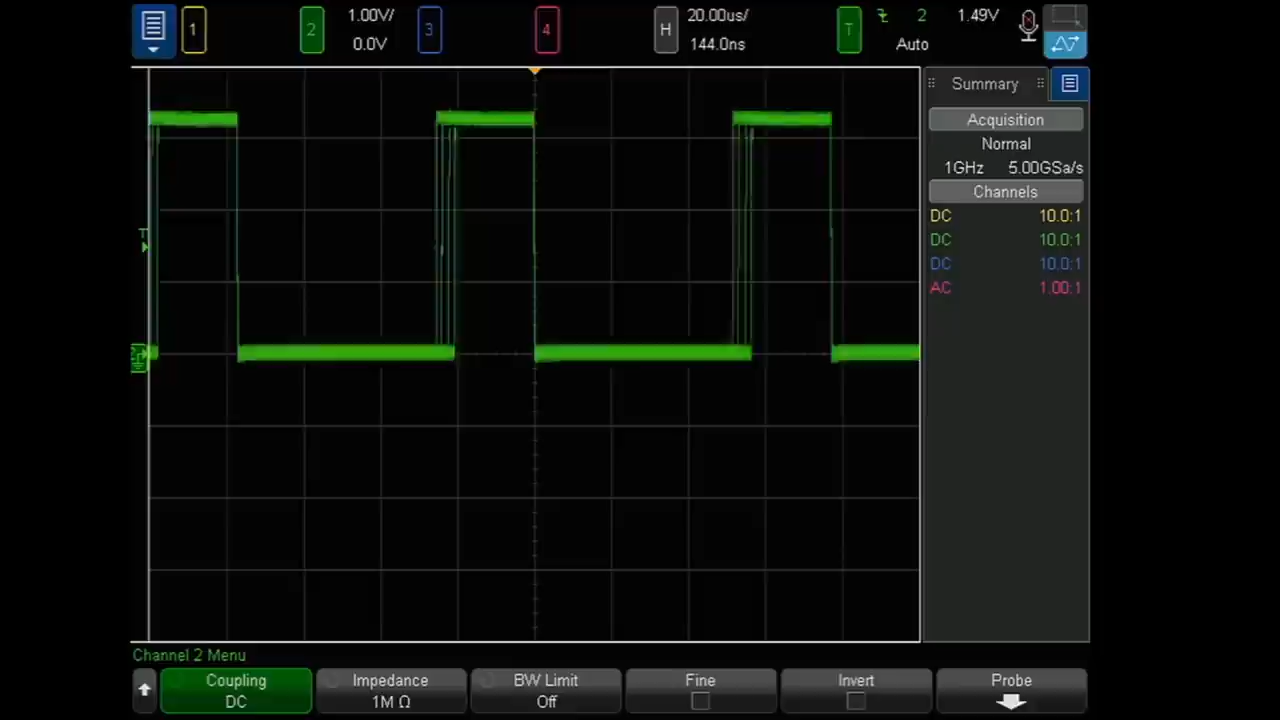 1
2
1.00V/
0.0V
3
4
H
20.00us/
144.0ns
T
2
Auto
1.49V
Summary
Acquisition
Normal
1GHz 5.00GSa/s
Channels
DC 10.0:1
DC 10.0:1
DC 10.0:1
AC 1.00:1
T
Channel 2 Menu
Coupling
DC
Impedance
1M Ω
BW Limit
Off
Fine
Invert
Probe